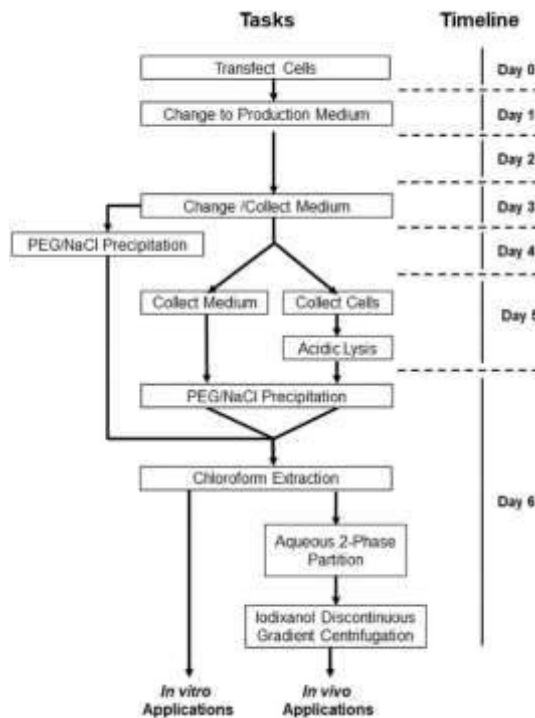 Tasks
Timeline
Transfect Cells
Day 0
Change to Production Medium
Day 1
Day 2
Change /Collect Medium
Day 3
PEG/NaCl Precipitation
Day 4
Collect Medium
Collect Cells
Day 5
Acidic Lysis
PEG/NaCl Precipitation
Chloroform Extraction
Day 6
Aqueous 2-Phase
Partition
Iodixanol Discontinuous
Gradient Centrifugation
In vitro
Applications
In vivo
Applications